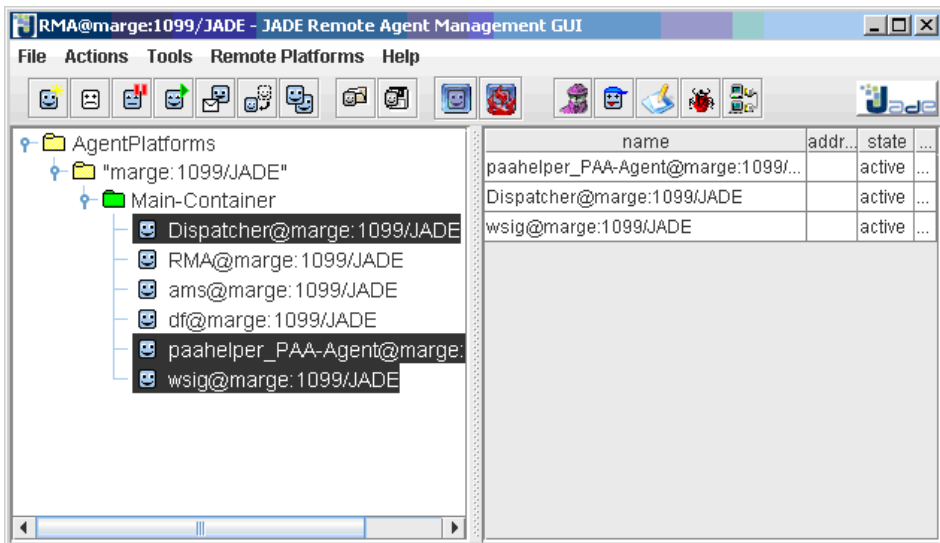 RMA@marge:1099/JADE - JADE Remote Agent Management GUI
File Actions Tools Remote Platforms Help
Jade
AgentPlatforms
"marge:1099/JADE"
Main-Container
Dispatcher@marge:1099/JADE
RMA@marge:1099/JADE
ams@marge:1099/JADE
df@marge:1099/JADE
paahelper_PAA-Agent@marge:
wsig@marge:1099/JADE
name addr... state ...
paahelper_PAA-Agent@marge:1099/... active ...
Dispatcher@marge:1099/JADE active ...
wsig@marge:1099/JADE active ...